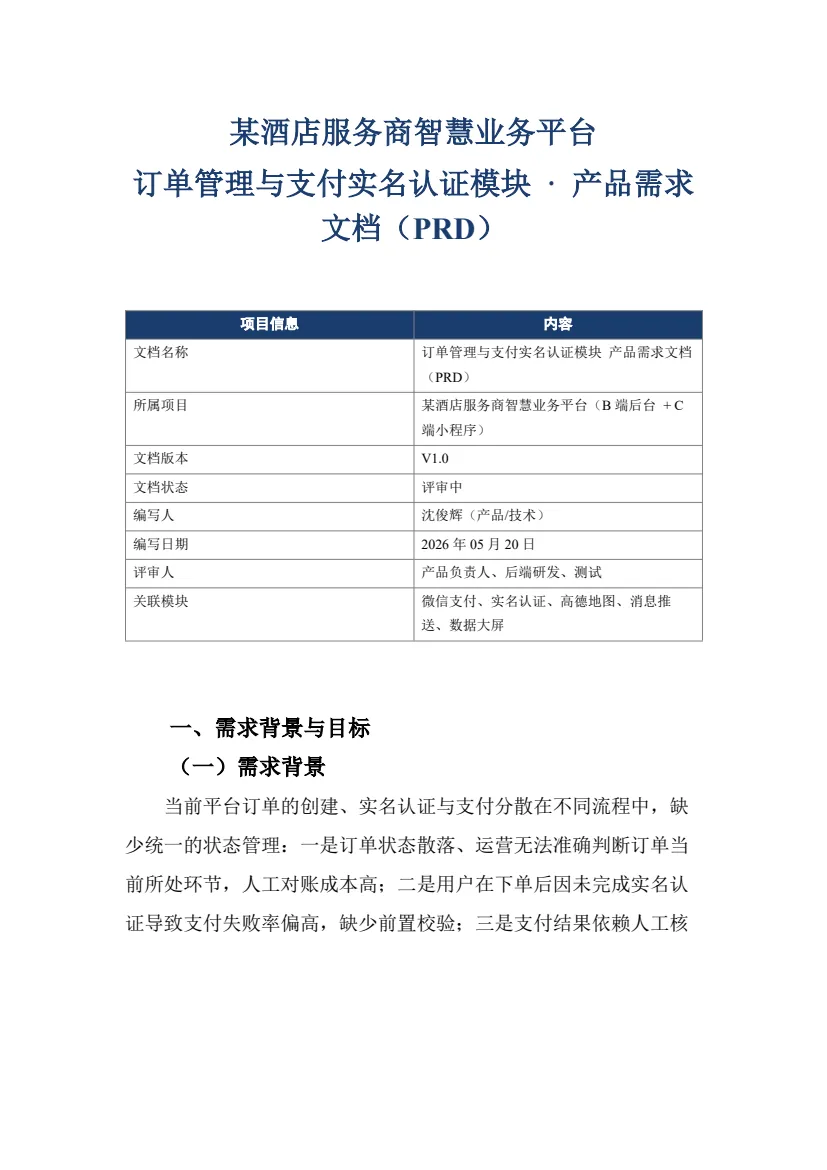 某酒店服务商智慧业务平台
订单管理与支付实名认证模块 · 产品需求
文档（PRD）
项目信息 内容
文档名称 订单管理与支付实名认证模块 产品需求文档
（PRD）
所属项目 某酒店服务商智慧业务平台（B 端后台 + C
端小程序）
文档版本 V1.0
文档状态 评审中
编写人 沈俊辉（产品/技术）
编写日期 2026 年 05 月 20 日
评审人 产品负责人、后端研发、测试
关联模块 微信支付、实名认证、高德地图、消息推
送、数据大屏
一、需求背景与目标
（一）需求背景
当前平台订单的创建、实名认证与支付分散在不同流程中，缺
少统一的状态管理：一是订单状态散落、运营无法准确判断订单当
前所处环节，人工对账成本高；二是用户在下单后因未完成实名认
证导致支付失败率偏高，缺少前置校验；三是支付结果依赖人工核